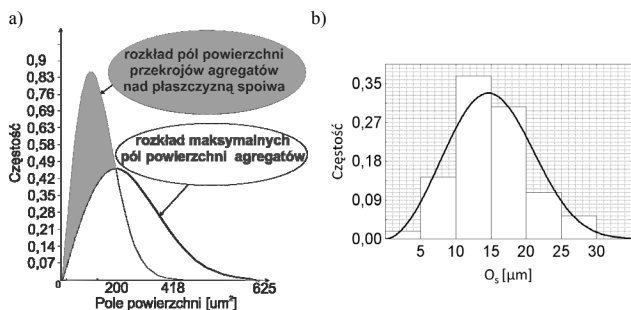 a)
Częstość
0,9
0,83
0,76
0,69
0,63
0,56
0,49
0,42
0,35
0,28
0,21
0,14
0,07
0
200
418
625
Pole powierzchni [um²]
rozkład pól powierzchni
przekrojów agregatów
nad płaszczyzną spoiwa
rozkład maksymalnych
pól powierzchni agregatów
b)
Częstość
0,35
0,28
0,18
0,09
0,00
5
10
15
20
25
30
Oₛ [µm]